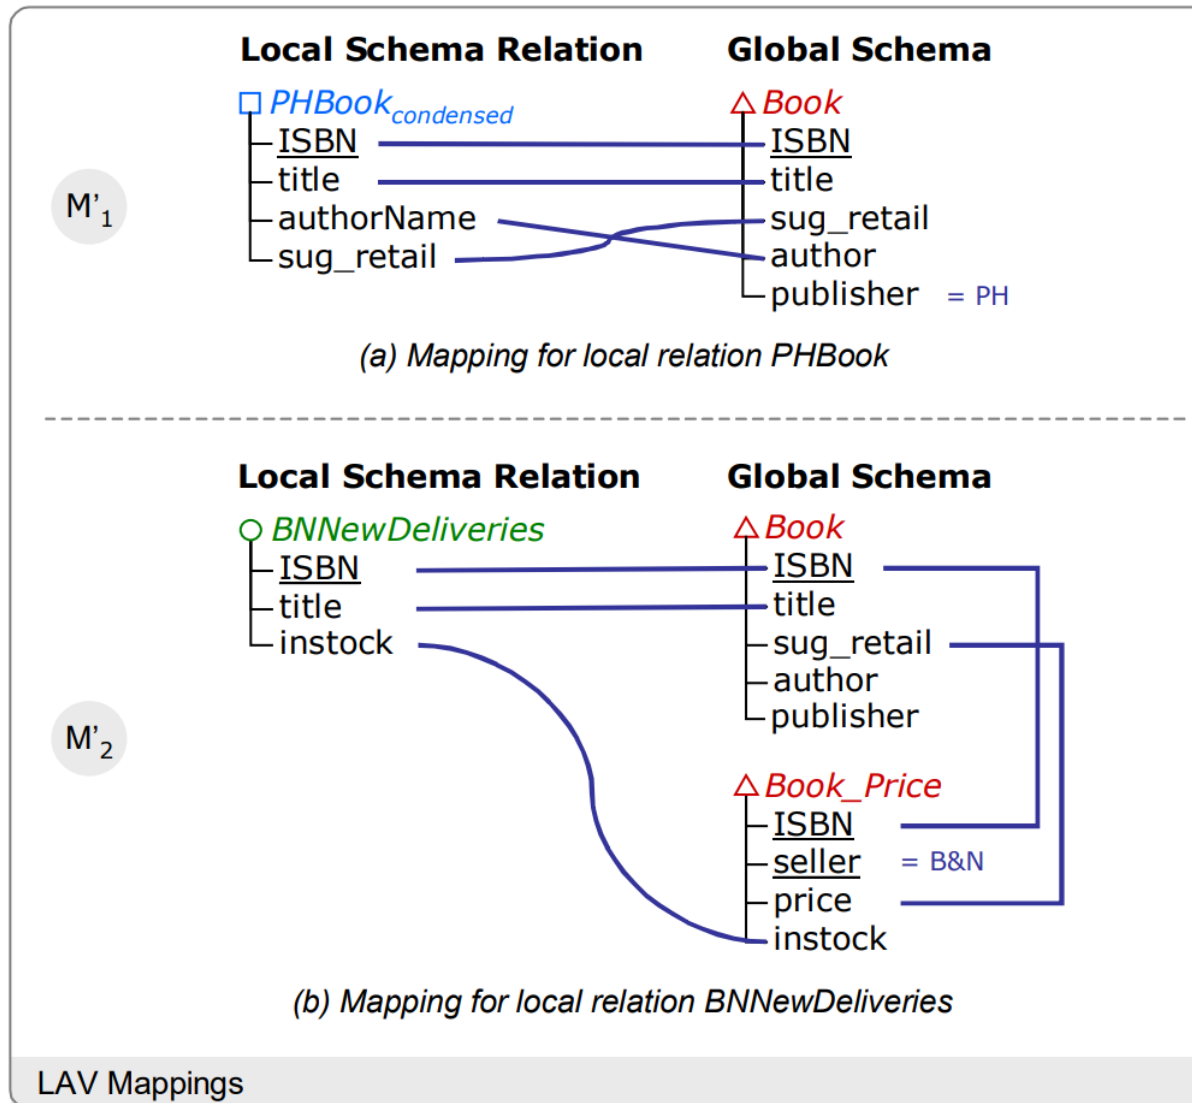 Local Schema Relation Global Schema
PHBook condensed Book
ISBN ISBN
title title
M'1
authorName sug_retail
sug_retail author
publisher = PH
(a) Mapping for local relation PHBook
Local Schema Relation Global Schema
BNNewDeliveries Book
ISBN ISBN
title title
instock sug_retail
author
publisher
M'2
Book_Price
ISBN
seller = B&N
price
instock
(b) Mapping for local relation BNNewDeliveries
LAV Mappings